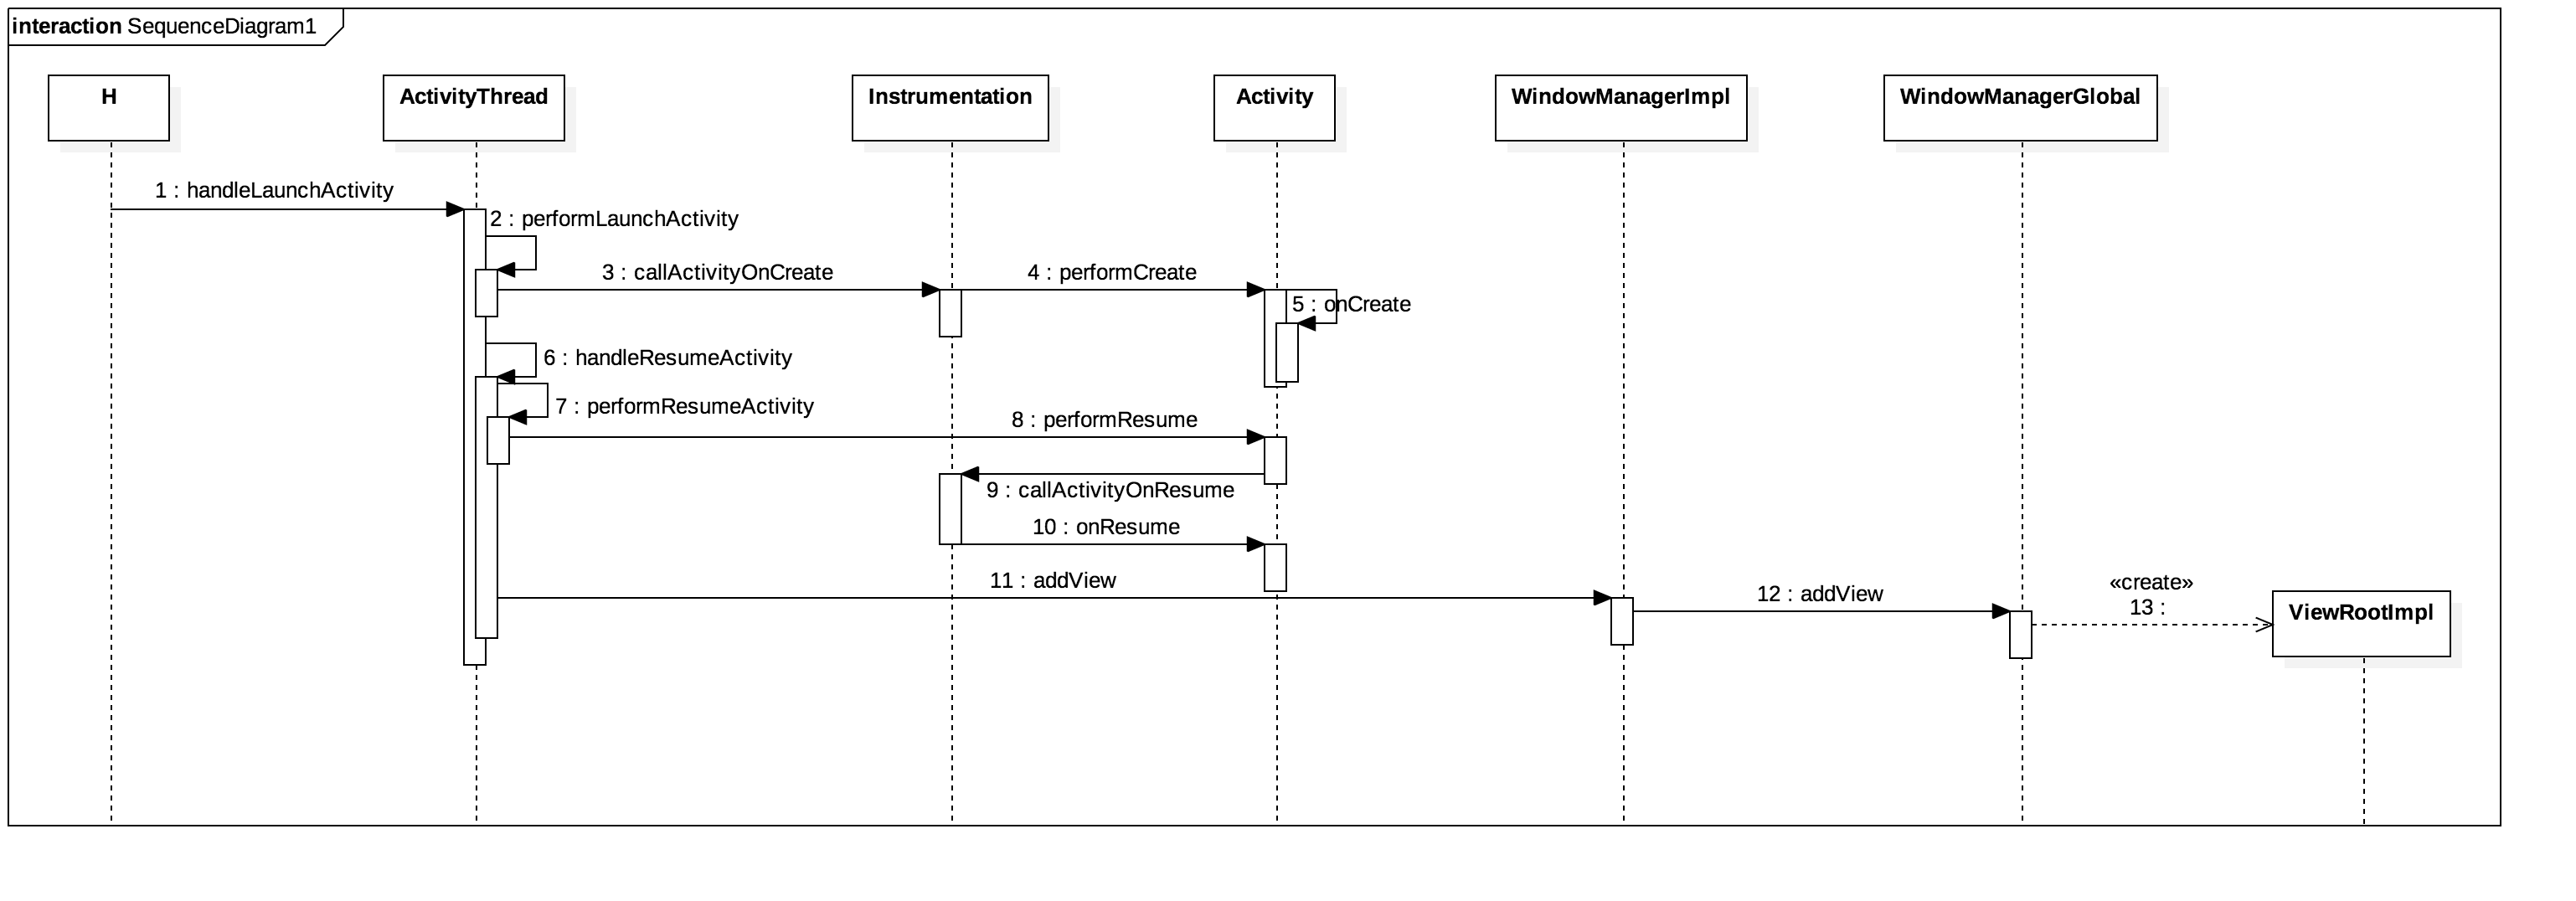 interaction SequenceDiagram1
H
ActivityThread
Instrumentation
Activity
WindowManagerImpl
WindowManagerGlobal
1 : handleLaunchActivity
2 : performLaunchActivity
3 : callActivityOnCreate
4 : performCreate
5 : onCreate
6 : handleResumeActivity
7 : performResumeActivity
8 : performResume
9 : callActivityOnResume
10 : onResume
11 : addView
12 : addView
«create»
13 :
ViewRootImpl